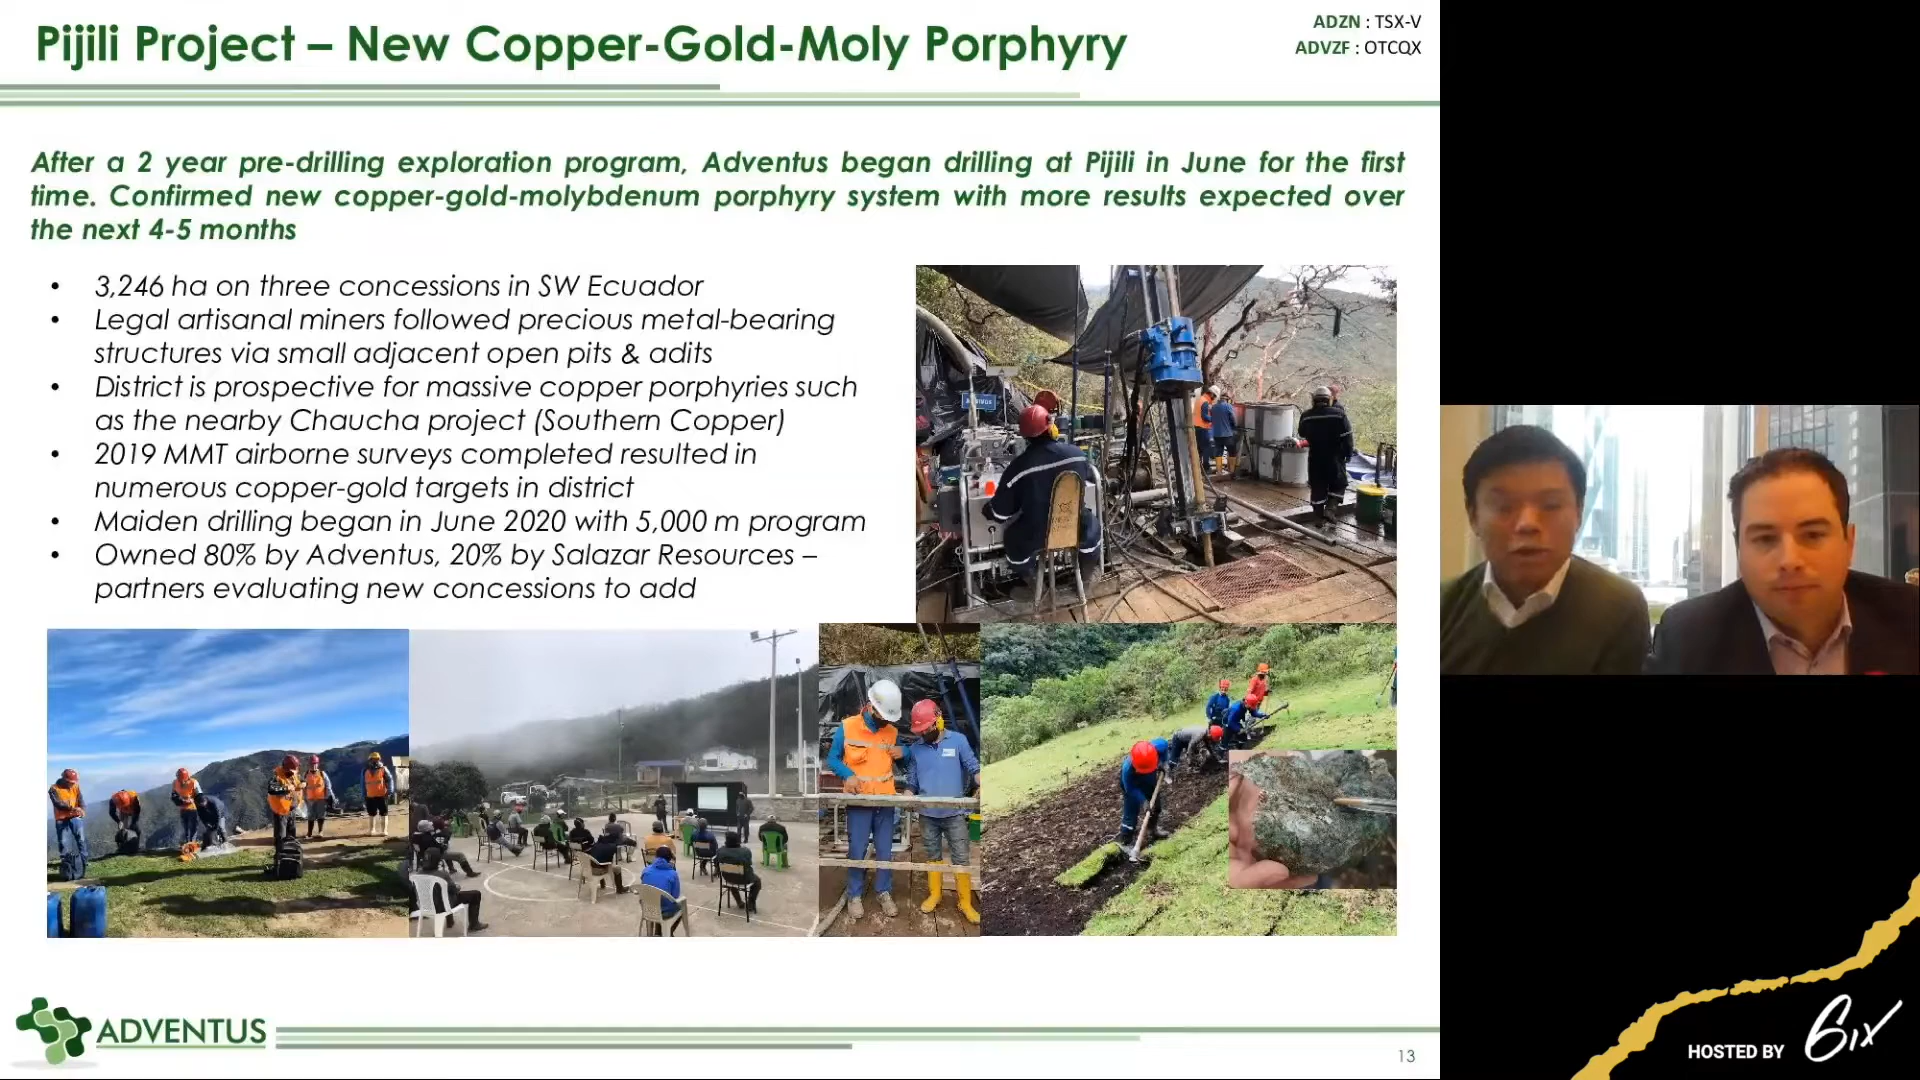 Pijili Project – New Copper-Gold-Moly Porphyry
ADZN : TSX-V
ADVZF : OTCQX
After a 2 year pre-drilling exploration program, Adventus began drilling at Pijili in June for the first
time. Confirmed new copper-gold-molybdenum porphyry system with more results expected over
the next 4-5 months
• 3,246 ha on three concessions in SW Ecuador
• Legal artisanal miners followed precious metal-bearing
structures via small adjacent open pits & adits
• District is prospective for massive copper porphyries such
as the nearby Chaucha project (Southern Copper)
• 2019 MMT airborne surveys completed resulted in
numerous copper-gold targets in district
• Maiden drilling began in June 2020 with 5,000 m program
• Owned 80% by Adventus, 20% by Salazar Resources –
partners evaluating new concessions to add
ADVENTUS
13
HOSTED BY 6ix